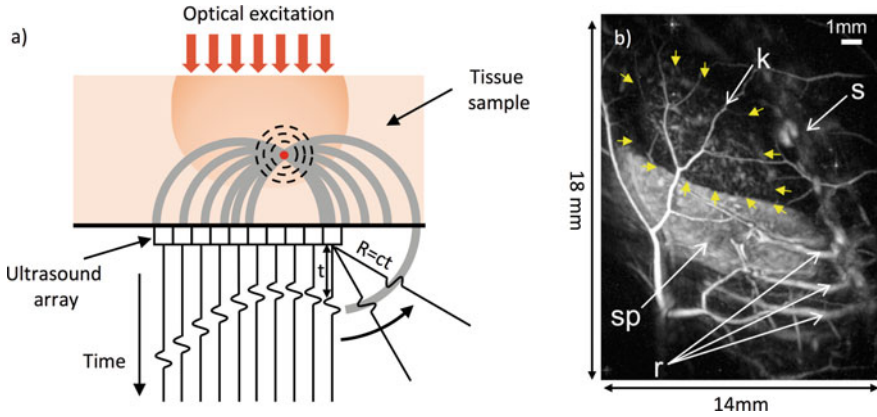 a)
Optical excitation
Tissue
sample
Ultrasound
array
t
R=ct
Time
b)
1mm
k
s
18 mm
sp
r
14mm